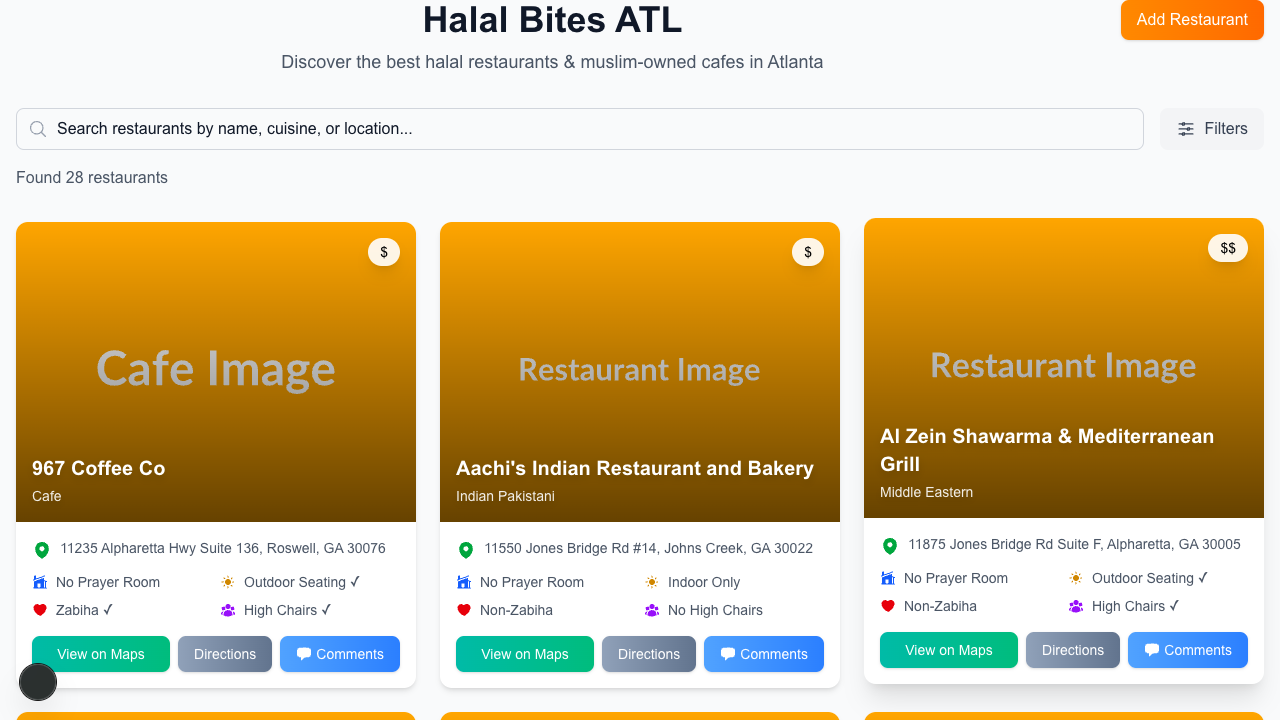 Halal Bites ATL
Add Restaurant
Discover the best halal restaurants & muslim-owned cafes in Atlanta
Search restaurants by name, cuisine, or location...
Filters
Found 28 restaurants
$
Cafe Image
967 Coffee Co
Cafe
11235 Alpharetta Hwy Suite 136, Roswell, GA 30076
No Prayer Room
Outdoor Seating ✓
Zabiha ✓
High Chairs ✓
View on Maps
Directions
Comments
$
Restaurant Image
Aachi's Indian Restaurant and Bakery
Indian Pakistani
11550 Jones Bridge Rd #14, Johns Creek, GA 30022
No Prayer Room
Indoor Only
Non-Zabiha
No High Chairs
View on Maps
Directions
Comments
$$
Restaurant Image
Al Zein Shawarma & Mediterranean
Grill
Middle Eastern
11875 Jones Bridge Rd Suite F, Alpharetta, GA 30005
No Prayer Room
Outdoor Seating ✓
Non-Zabiha
High Chairs ✓
View on Maps
Directions
Comments